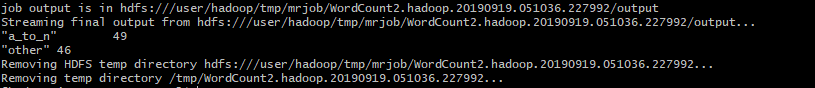 job output is in hdfs:///user/hadoop/tmp/mrjob/WordCount2.hadoop.20190919.051036.227992/output
Streaming final output from hdfs:///user/hadoop/tmp/mrjob/WordCount2.hadoop.20190919.051036.227992/output...
"a_to_n" 49
"other" 46
Removing HDFS temp directory hdfs:///user/hadoop/tmp/mrjob/WordCount2.hadoop.20190919.051036.227992...
Removing temp directory /tmp/WordCount2.hadoop.20190919.051036.227992...